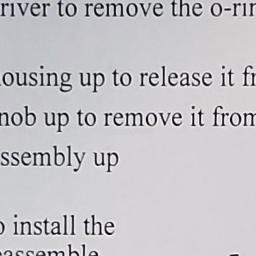 river to remove the o-rin
ousing up to release it fr
nob up to remove it from
ssembly up
o install the
eassemble